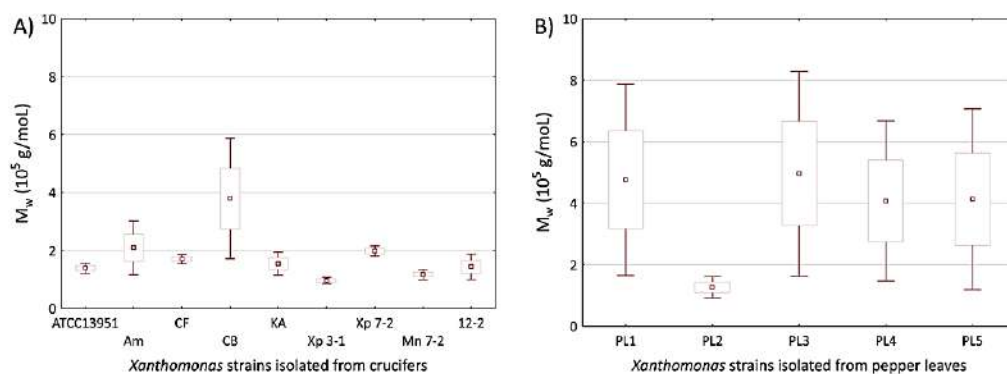 A)
10
8
6
4
2
0
Mw (10^5 g/moL)
ATCC13951 CF KA Xp 7-2 12-2
Am CB Xp 3-1 Mn 7-2
Xanthomonas strains isolated from crucifers
B)
10
8
6
4
2
0
Mw (10^5 g/moL)
PL1 PL2 PL3 PL4 PL5
Xanthomonas strains isolated from pepper leaves